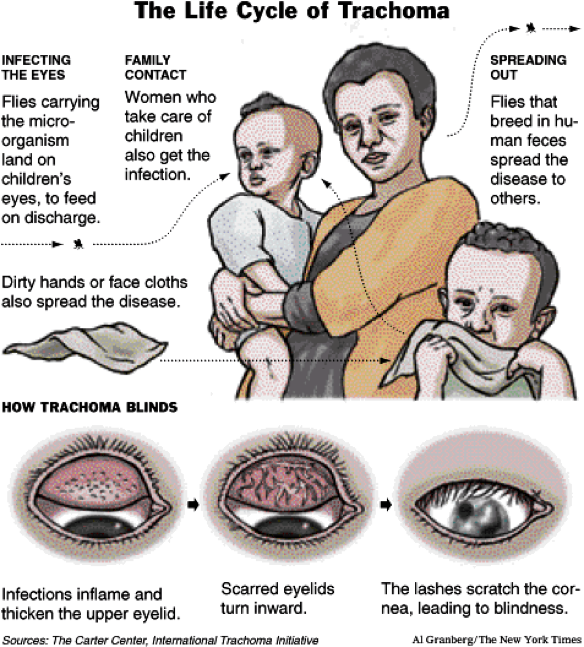 The Life Cycle of Trachoma
INFECTING
THE EYES
Flies carrying
the micro-
organism
land on
children's
eyes, to feed
on discharge.
FAMILY
CONTACT
Women who
take care of
children
also get the
infection.
SPREADING
OUT
Flies that
breed in hu-
man feces
spread the
disease to
others.
Dirty hands or face cloths
also spread the disease.
HOW TRACHOMA BLINDS
Infections inflame and
thicken the upper eyelid.
Scarred eyelids
turn inward.
The lashes scratch the cor-
nea, leading to blindness.
Sources: The Carter Center, International Trachoma Initiative
Al Granberg/The New York Times